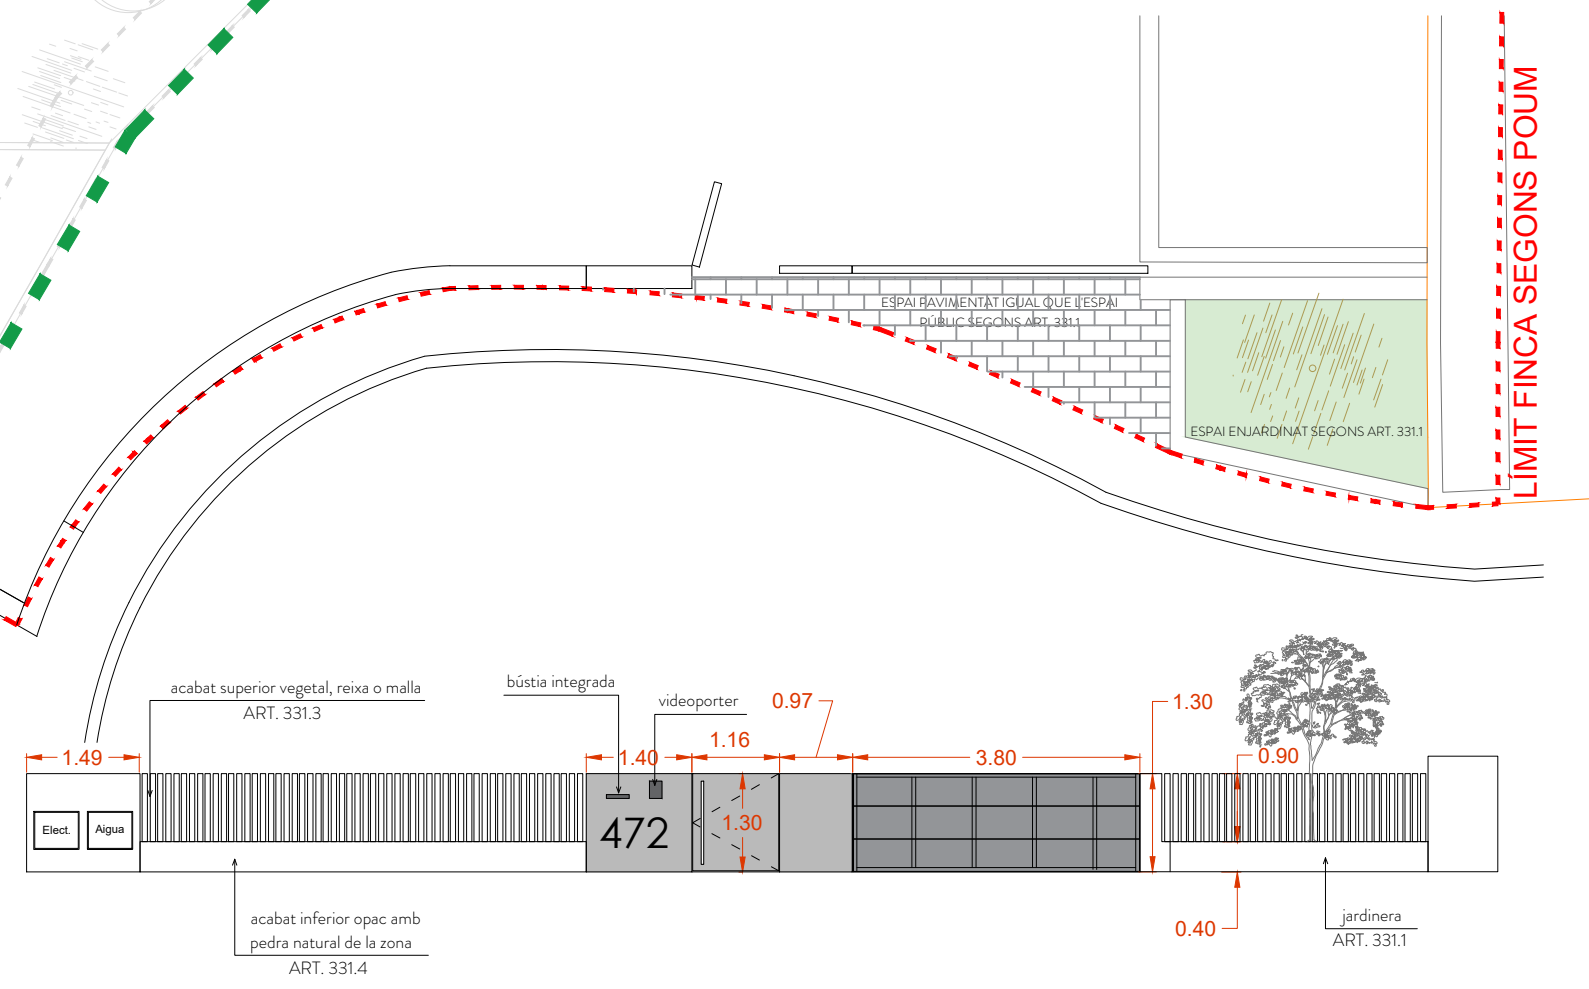 LÍMIT FINCA SEGONS POUM
ESPAI PAVIMENTAT IGUAL QUE L'ESPAI
PÚBLIC SEGONS ART. 331.1
ESPAI ENJARDINAT SEGONS ART. 331.1
acabat superior vegetal, reixa o malla
ART. 331.3
bústia integrada
videoporter
0.97
1.30
1.49
1.40
1.16
3.80
0.90
Elect.
Aigua
472
1.30
0.40
acabat inferior opac amb
pedra natural de la zona
ART. 331.4
jardinera
ART. 331.1